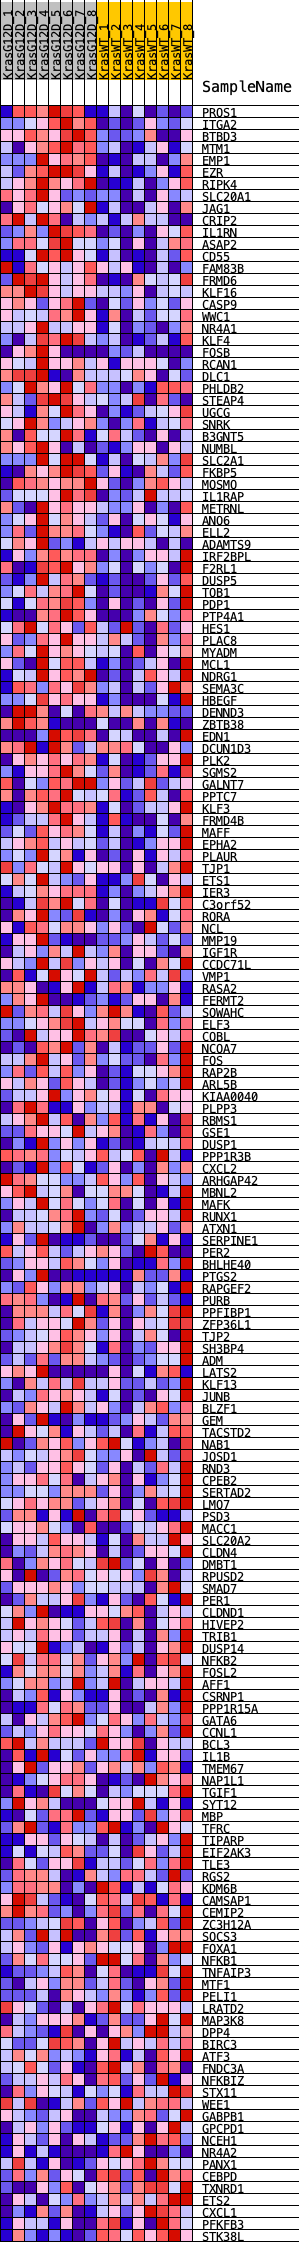 KrasG12D_1
KrasG12D_2
KrasG12D_3
KrasG12D_4
KrasG12D_5
KrasG12D_6
KrasG12D_7
KrasG12D_8
KrasWT_1
KrasWT_2
KrasWT_3
KrasWT_4
KrasWT_5
KrasWT_6
KrasWT_7
KrasWT_8
SampleName
PROS1
ITGA2
BTBD3
MTM1
EMP1
EZR
RIPK4
SLC20A1
JAG1
CRIP2
IL1RN
ASAP2
CD55
FAM83B
FRMD6
KLF16
CASP9
WWC1
NR4A1
KLF4
FOSB
RCAN1
DLC1
PHLDB2
STEAP4
UGCG
SNRK
B3GNT5
NUMBL
SLC2A1
FKBP5
MOSMO
IL1RAP
METRNL
ANO6
ELL2
ADAMTS9
IRF2BPL
F2RL1
DUSP5
TOB1
PDP1
PTP4A1
HES1
PLAC8
MYADM
MCL1
NDRG1
SEMA3C
HBEGF
DENND3
ZBTB38
EDN1
DCUN1D3
PLK2
SGMS2
GALNT7
PPTC7
KLF3
FRMD4B
MAFF
EPHA2
PLAUR
TJP1
ETS1
IER3
C3orf52
RORA
NCL
MMP19
IGF1R
CCDC71L
VMP1
RASA2
FERMT2
SOWAHC
ELF3
COBL
NCOA7
FOS
RAP2B
ARL5B
KIAA0040
PLPP3
RBMS1
GSE1
DUSP1
PPP1R3B
CXCL2
ARHGAP42
MBNL2
MAFK
RUNX1
ATXN1
SERPINE1
PER2
BHLHE40
PTGS2
RAPGEF2
PURB
PPFIBP1
ZFP36L1
TJP2
SH3BP4
ADM
LATS2
KLF13
JUNB
BLZF1
GEM
TACSTD2
NAB1
JOSD1
RND3
CPEB2
SERTAD2
LMO7
PSD3
MACC1
SLC20A2
CLDN4
DMBT1
RPUSD2
SMAD7
PER1
CLDND1
HIVEP2
TRIB1
DUSP14
NFKB2
FOSL2
AFF1
CSRNP1
PPP1R15A
GATA6
CCNL1
BCL3
IL1B
TMEM67
NAP1L1
TGIF1
SYT12
MBP
TFRC
TIPARP
EIF2AK3
TLE3
RGS2
KDM6B
CAMSAP1
CEMIP2
ZC3H12A
SOCS3
FOXA1
NFKB1
TNFAIP3
MTF1
PELI1
LRATD2
MAP3K8
DPP4
BIRC3
ATF3
FNDC3A
NFKBIZ
STX11
WEE1
GABPB1
GPCPD1
NCEH1
NR4A2
PANX1
CEBPD
TXNRD1
ETS2
CXCL1
PFKFB3
STK38L